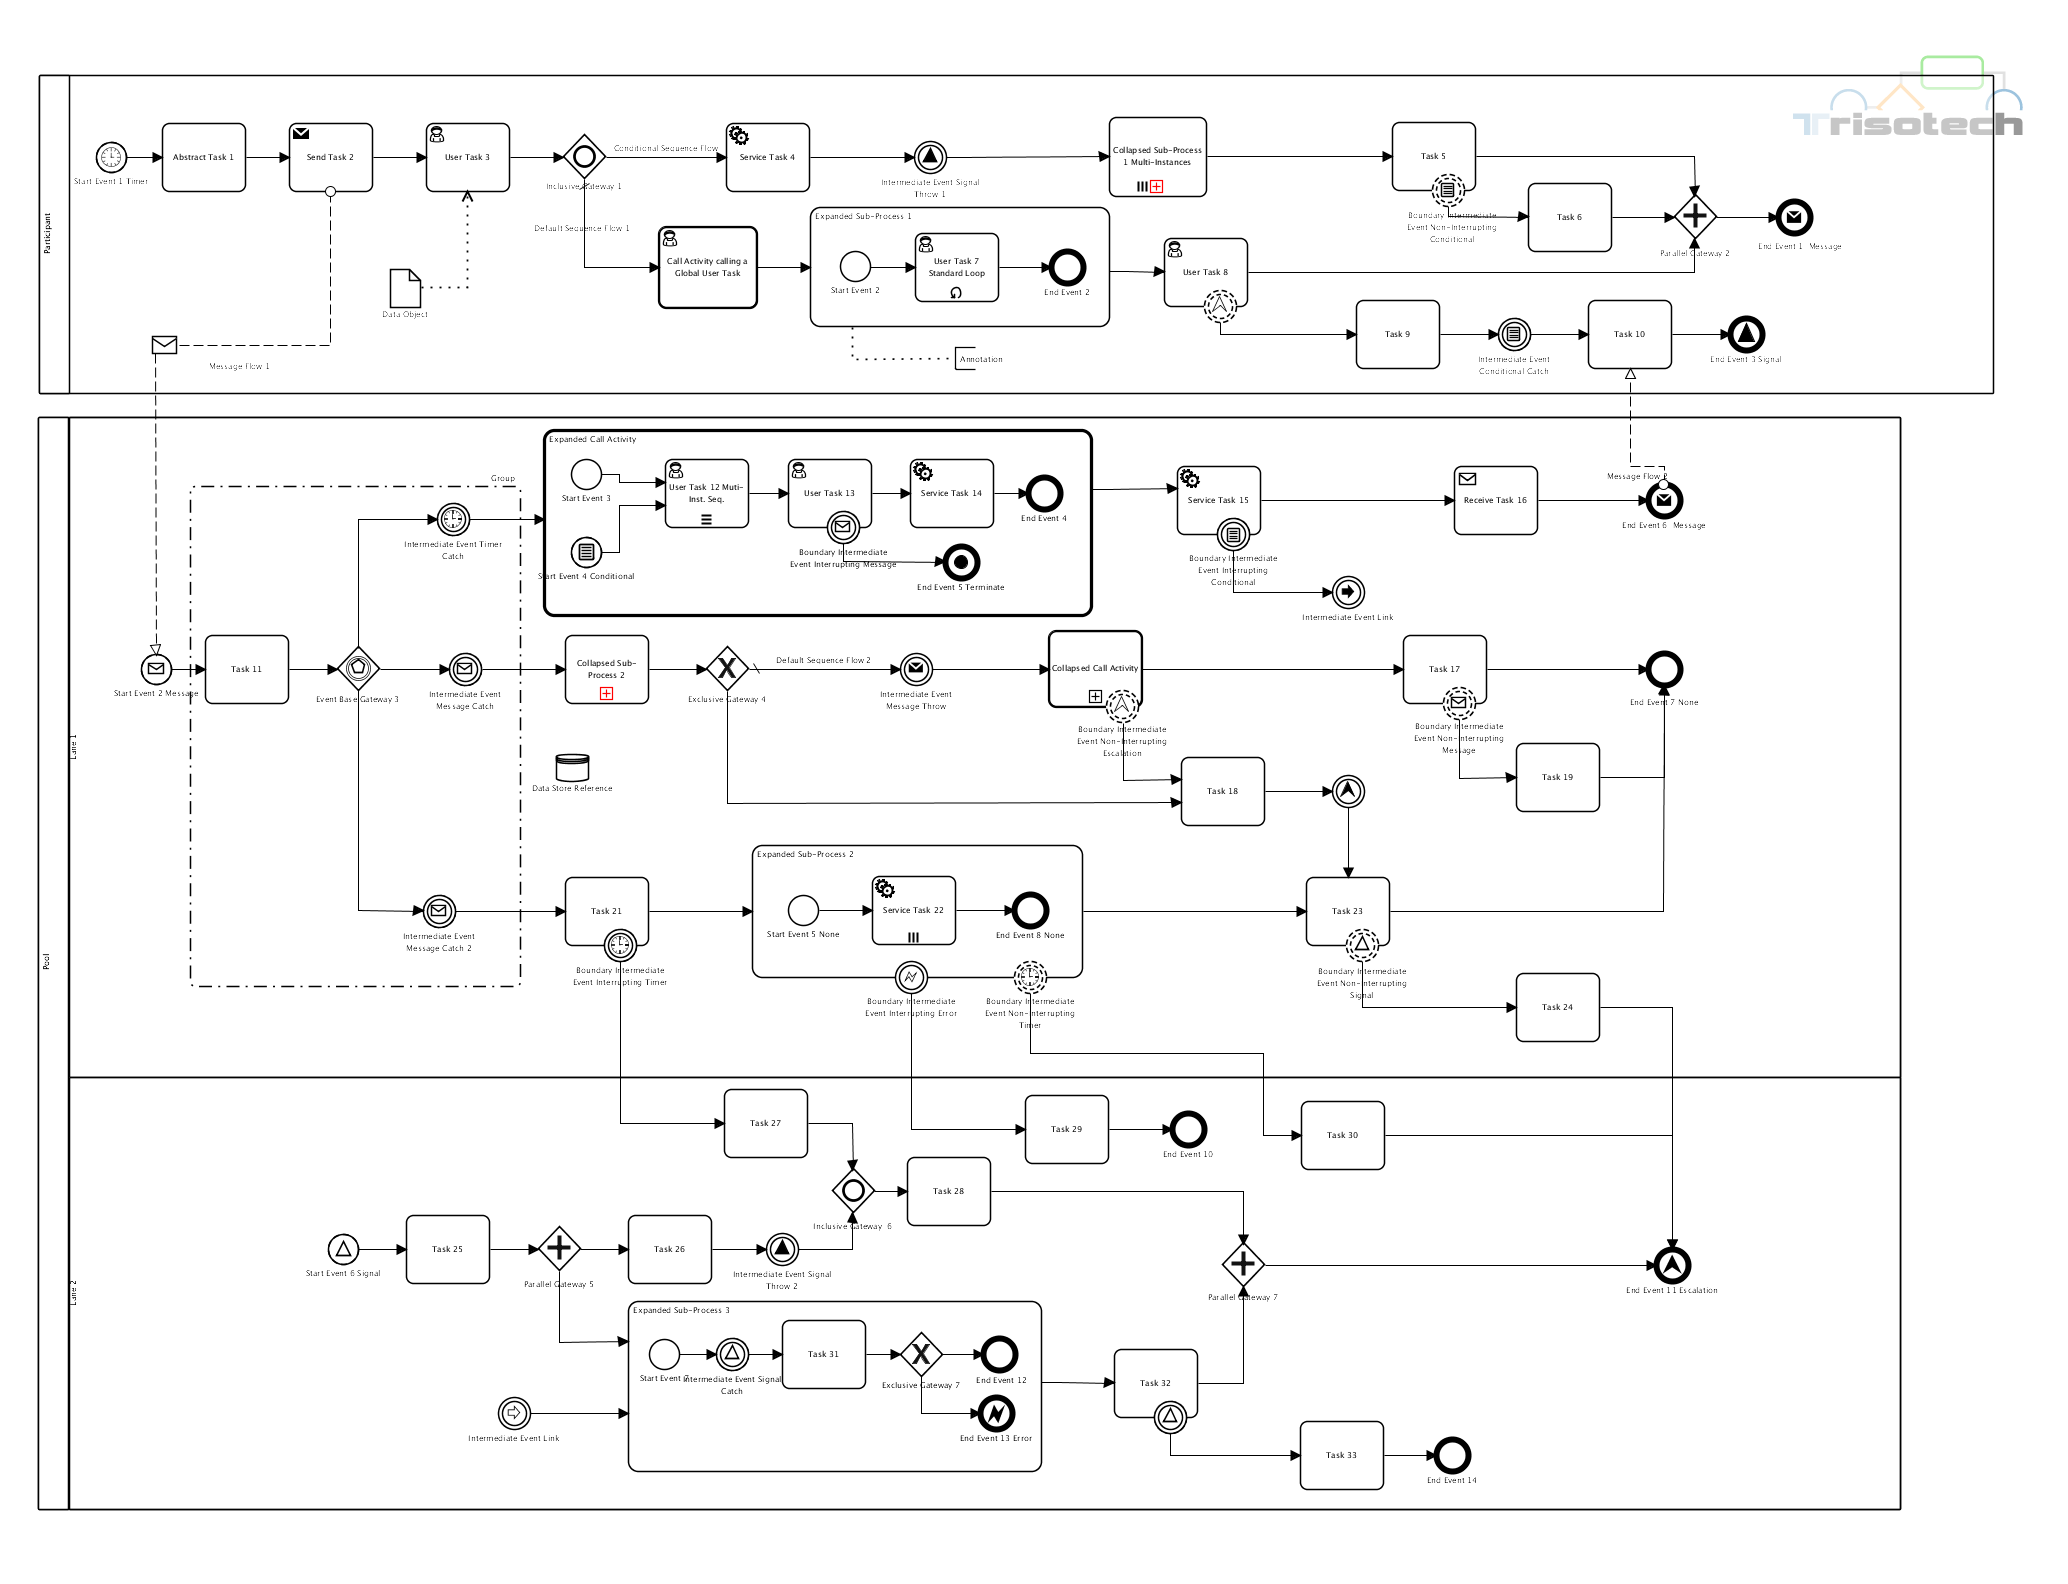 Trisotech
Participant
Start Event 1 Timer
Abstract Task 1
Send Task 2
User Task 3
Inclusive Gateway 1
Conditional Sequence Flow
Service Task 4
Intermediate Event Signal
Throw 1
Collapsed Sub-Process
1 Multi-Instances
Task 5
Boundary Intermediate
Event Non-Interrupting
Conditional
Task 6
Parallel Gateway 2
End Event 1 Message
Default Sequence Flow 1
Call Activity calling a
Global User Task
Expanded Sub-Process 1
Start Event 2
User Task 7
Standard Loop
End Event 2
User Task 8
Data Object
Message Flow 1
Annotation
Task 9
Intermediate Event
Conditional Catch
Task 10
End Event 3 Signal
Pool
Lane 1
Group
Expanded Call Activity
Start Event 3
User Task 12 Muti-
Inst. Seq.
User Task 13
Service Task 14
End Event 4
Start Event 4 Conditional
Boundary Intermediate
Event Interrupting Message
End Event 5 Terminate
Intermediate Event Timer
Catch
Service Task 15
Boundary Intermediate
Event Interrupting
Conditional
Intermediate Event Link
Receive Task 16
Message Flow
End Event 6 Message
Start Event 2 Message
Task 11
Event Base Gateway 3
Intermediate Event
Message Catch
Collapsed Sub-
Process 2
Exclusive Gateway 4
Default Sequence Flow 2
Intermediate Event
Message Throw
Collapsed Call Activity
Boundary Intermediate
Event Non-Interrupting
Escalation
Task 17
Boundary Intermediate
Event Non-Interrupting
Message
End Event 7 None
Data Store Reference
Task 18
Task 19
Intermediate Event
Message Catch 2
Task 21
Boundary Intermediate
Event Interrupting Timer
Expanded Sub-Process 2
Start Event 5 None
Service Task 22
End Event 8 None
Boundary Intermediate
Event Interrupting Error
Boundary Intermediate
Event Non-Interrupting
Timer
Task 23
Boundary Intermediate
Event Non-Interrupting
Signal
Task 24
Lane 2
Task 27
Task 29
End Event 10
Task 30
Inclusive Gateway 6
Task 28
Start Event 6 Signal
Task 25
Parallel Gateway 5
Task 26
Intermediate Event Signal
Throw 2
Parallel Gateway 7
End Event 11 Escalation
Expanded Sub-Process 3
Start Event
Intermediate Event Signal
Catch
Task 31
Exclusive Gateway 7
End Event 12
End Event 13 Error
Intermediate Event Link
Task 32
Task 33
End Event 14